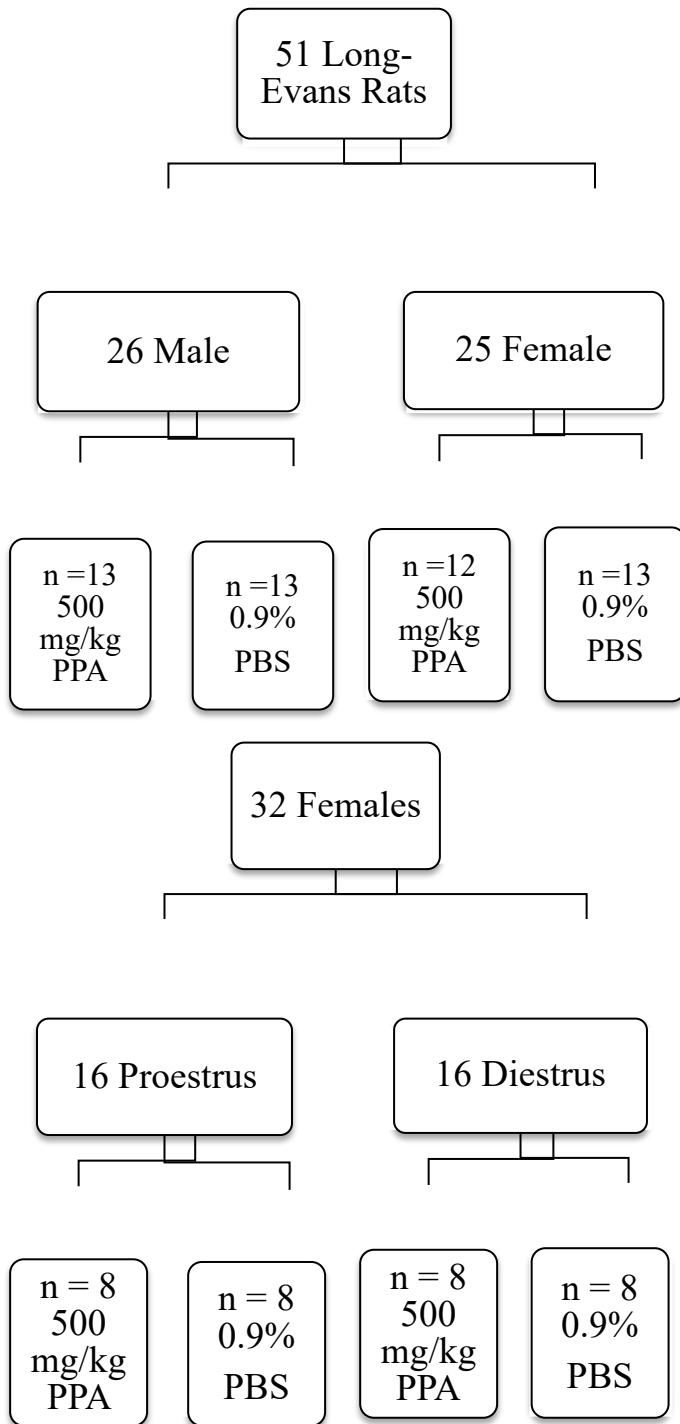 51 Long-
Evans Rats
26 Male
25 Female
n =13
500
mg/kg
PPA
n =13
0.9%
PBS
n =12
500
mg/kg
PPA
n =13
0.9%
PBS
32 Females
16 Proestrus
16 Diestrus
n = 8
500
mg/kg
PPA
n = 8
0.9%
PBS
n = 8
500
mg/kg
PPA
n = 8
0.9%
PBS